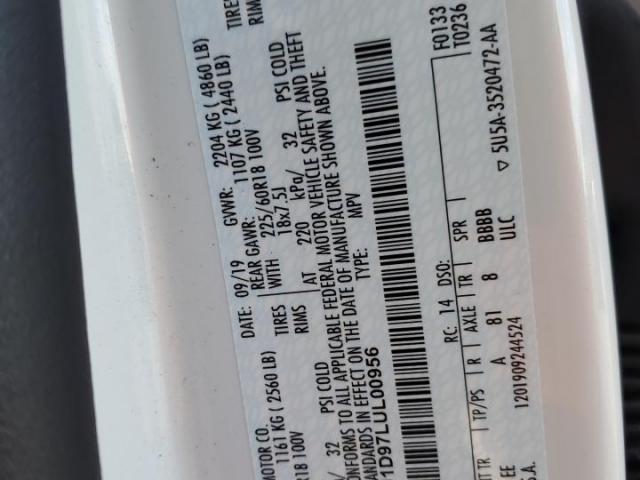 MOTOR CO.
DATE: 09/19 GVWR: 2204 KG ( 4860 LB)
1161 KG ( 2560 LB) REAR GAWR: 1107 KG ( 2440 LB)
R18 100V TIRES WITH 225/60R18 100V TIRES
RIMS 18x7.5J RIMS
/ 32 PSI COLD AT 220 kPa/ 32 PSI COLD
CONFORMS TO ALL APPLICABLE FEDERAL MOTOR VEHICLE SAFETY AND THEFT
STANDARDS IN EFFECT ON THE DATE OF MANUFACTURE SHOWN ABOVE.
1D97LUL00956 TYPE: MPV
F0133
T0236
RC: 14 DSO:
TR TP/PS R AXLE TR SPR
EE A 81 8 BBBB
S.A. 1201909244524 ULC ▽ 5U5A-3520472-AA